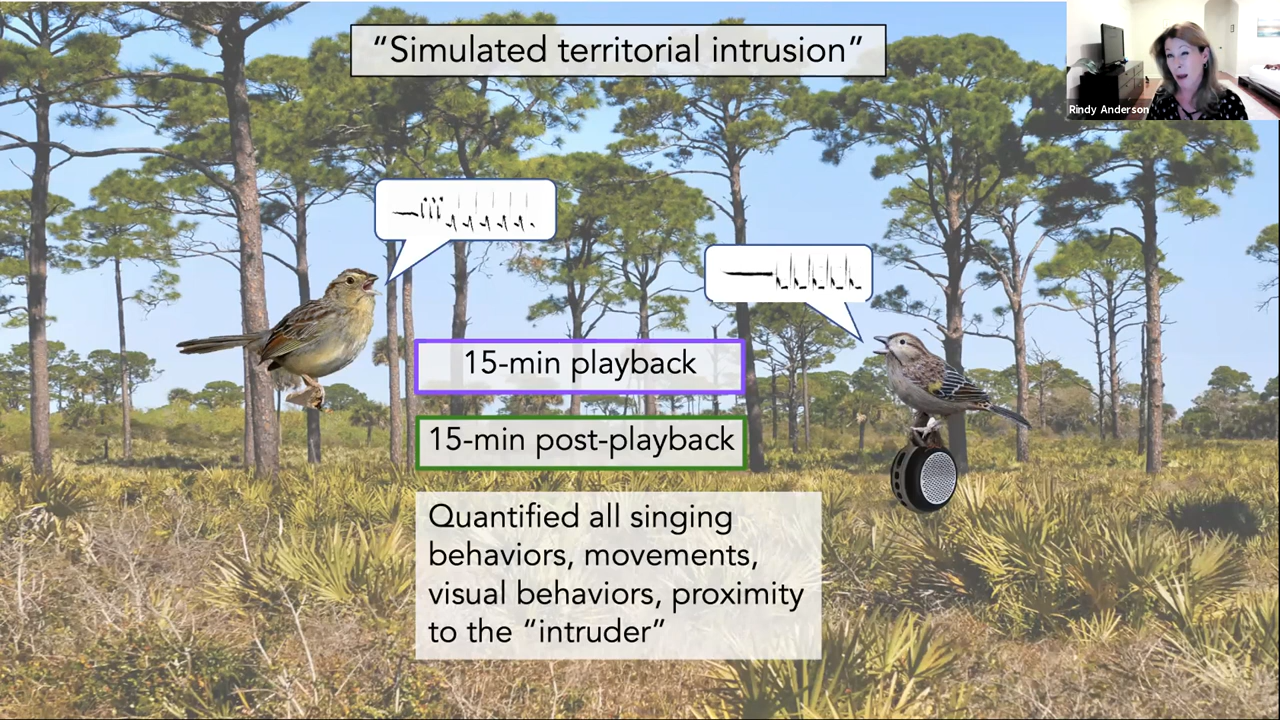 “Simulated territorial intrusion”
Rindy Anderson
15-min playback
15-min post-playback
Quantified all singing
behaviors, movements,
visual behaviors, proximity
to the “intruder”